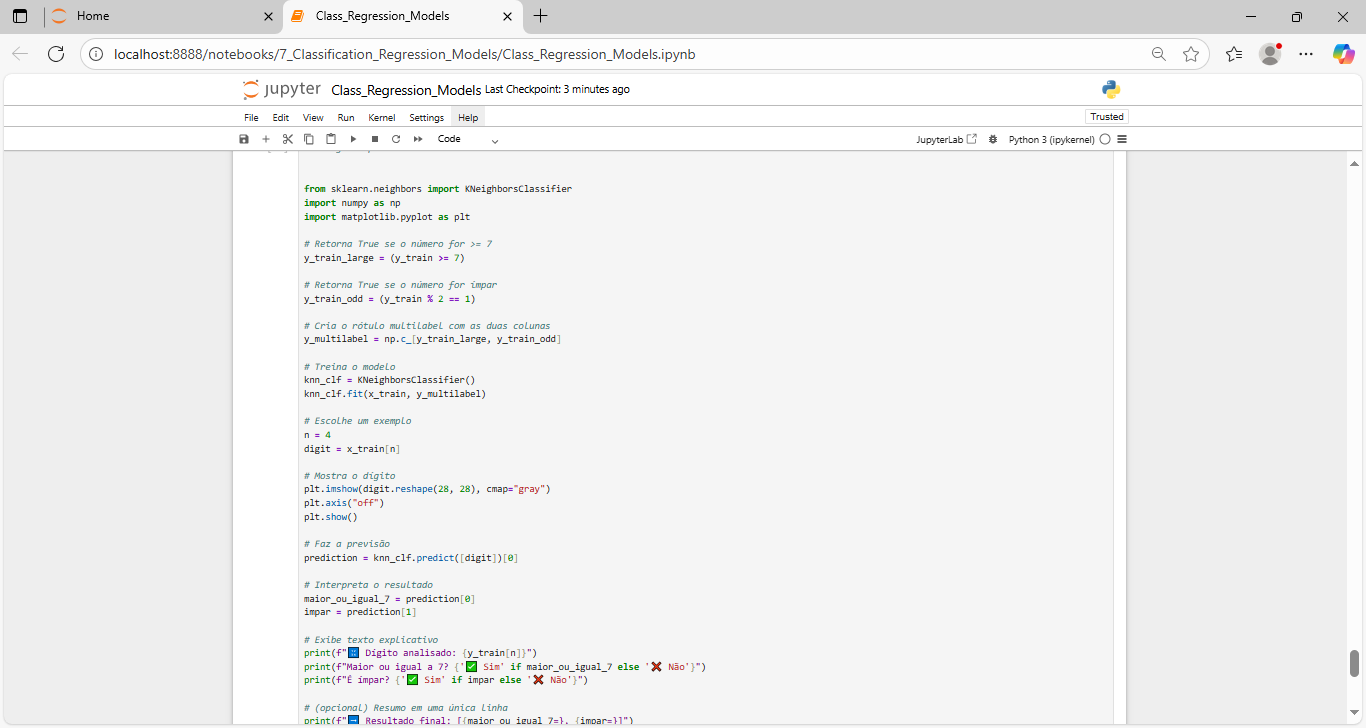 Home
Class_Regression_Models
localhost:8888/notebooks/7_Classification_Regression_Models/Class_Regression_Models.ipynb
jupyter Class_Regression_Models Last Checkpoint: 3 minutes ago
File Edit View Run Kernel Settings Help
Trusted
Code
JupyterLab Python 3 (ipykernel)
from sklearn.neighbors import KNeighborsClassifier
import numpy as np
import matplotlib.pyplot as plt
# Retorna True se o número for >= 7
y_train_large = (y_train >= 7)
# Retorna True se o número for ímpar
y_train_odd = (y_train % 2 == 1)
# Cria o rótulo multilabel com as duas colunas
y_multilabel = np.c_[y_train_large, y_train_odd]
# Treina o modelo
knn_clf = KNeighborsClassifier()
knn_clf.fit(x_train, y_multilabel)
# Escolhe um exemplo
n = 4
digit = x_train[n]
# Mostra o dígito
plt.imshow(digit.reshape(28, 28), cmap="gray")
plt.axis("off")
plt.show()
# Faz a previsão
prediction = knn_clf.predict([digit])[0]
# Interpreta o resultado
maior_ou_igual_7 = prediction[0]
impar = prediction[1]
# Exibe texto explicativo
print(f"🔢 Dígito analisado: {y_train[n]}")
print(f"Maior ou igual a 7? {'✅ Sim' if maior_ou_igual_7 else '❌ Não'}")
print(f"É ímpar? {'✅ Sim' if impar else '❌ Não'}")
# (opcional) Resumo em uma única linha
print(f"➡️ Resultado final: [{maior_ou_igual_7=}, {impar=}]")